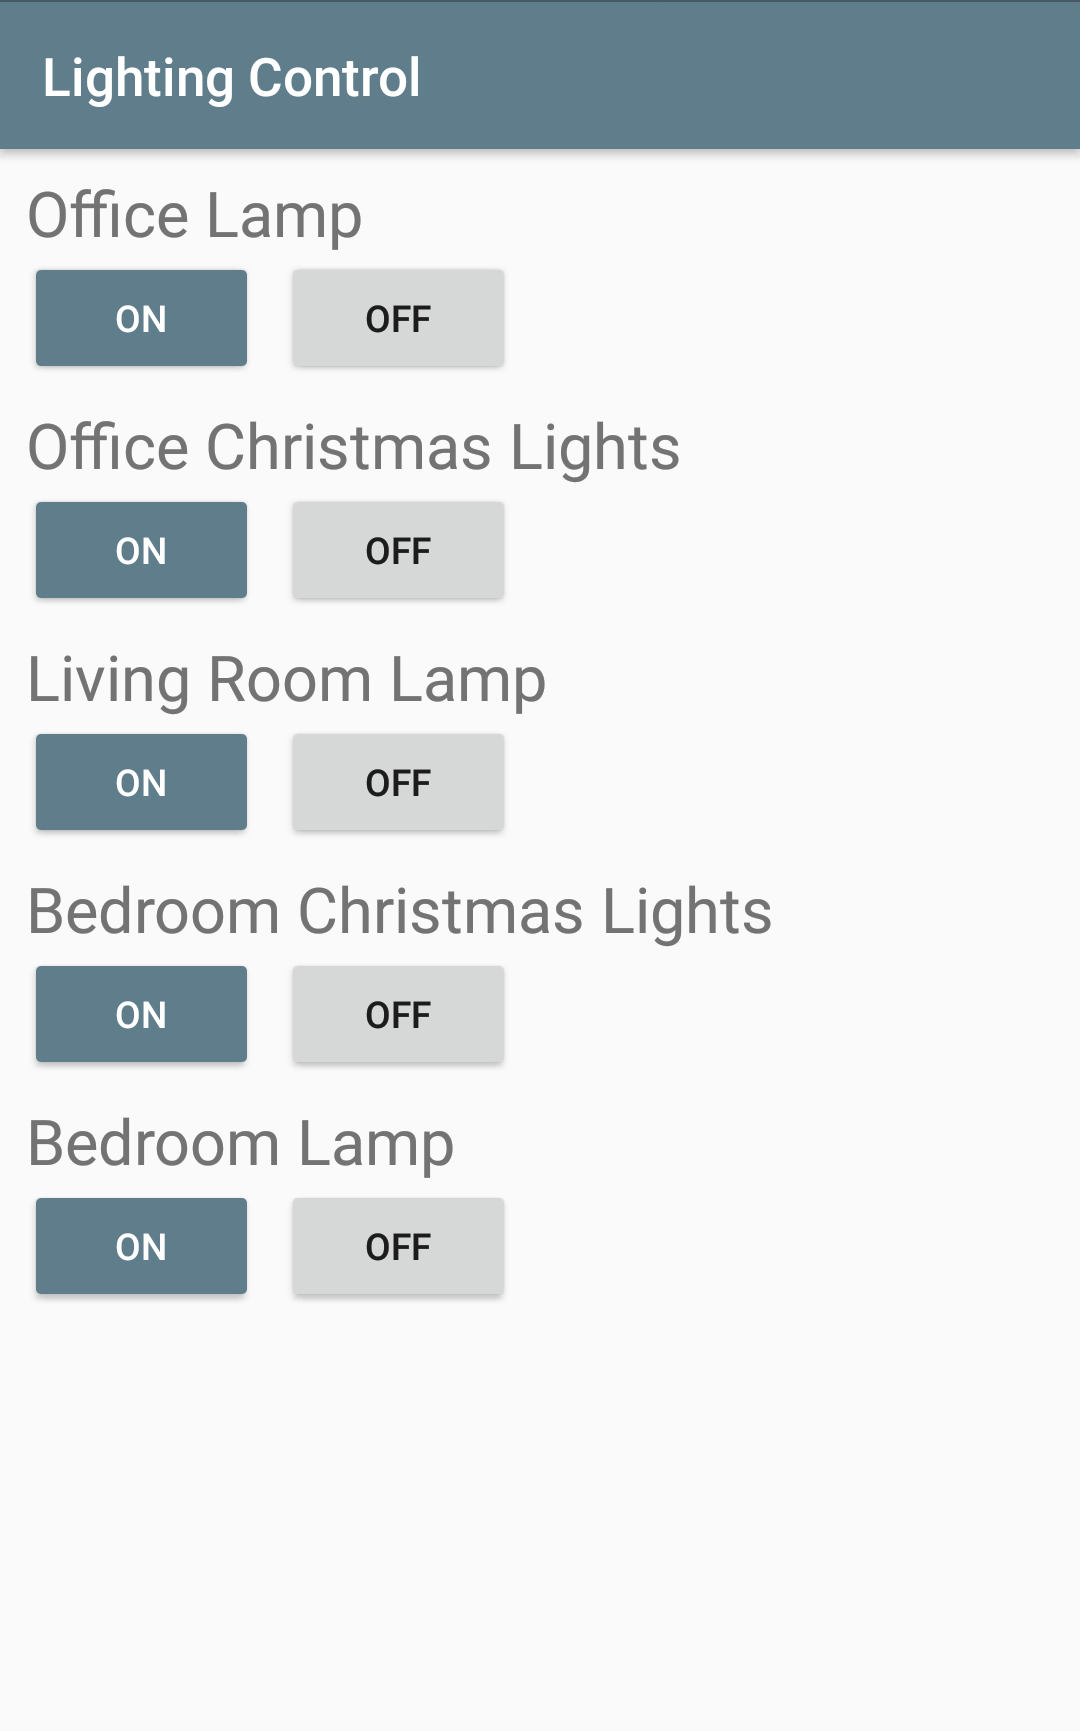 Lighting Control
Office Lamp
ON OFF
Office Christmas Lights
ON OFF
Living Room Lamp
ON OFF
Bedroom Christmas Lights
ON OFF
Bedroom Lamp
ON OFF